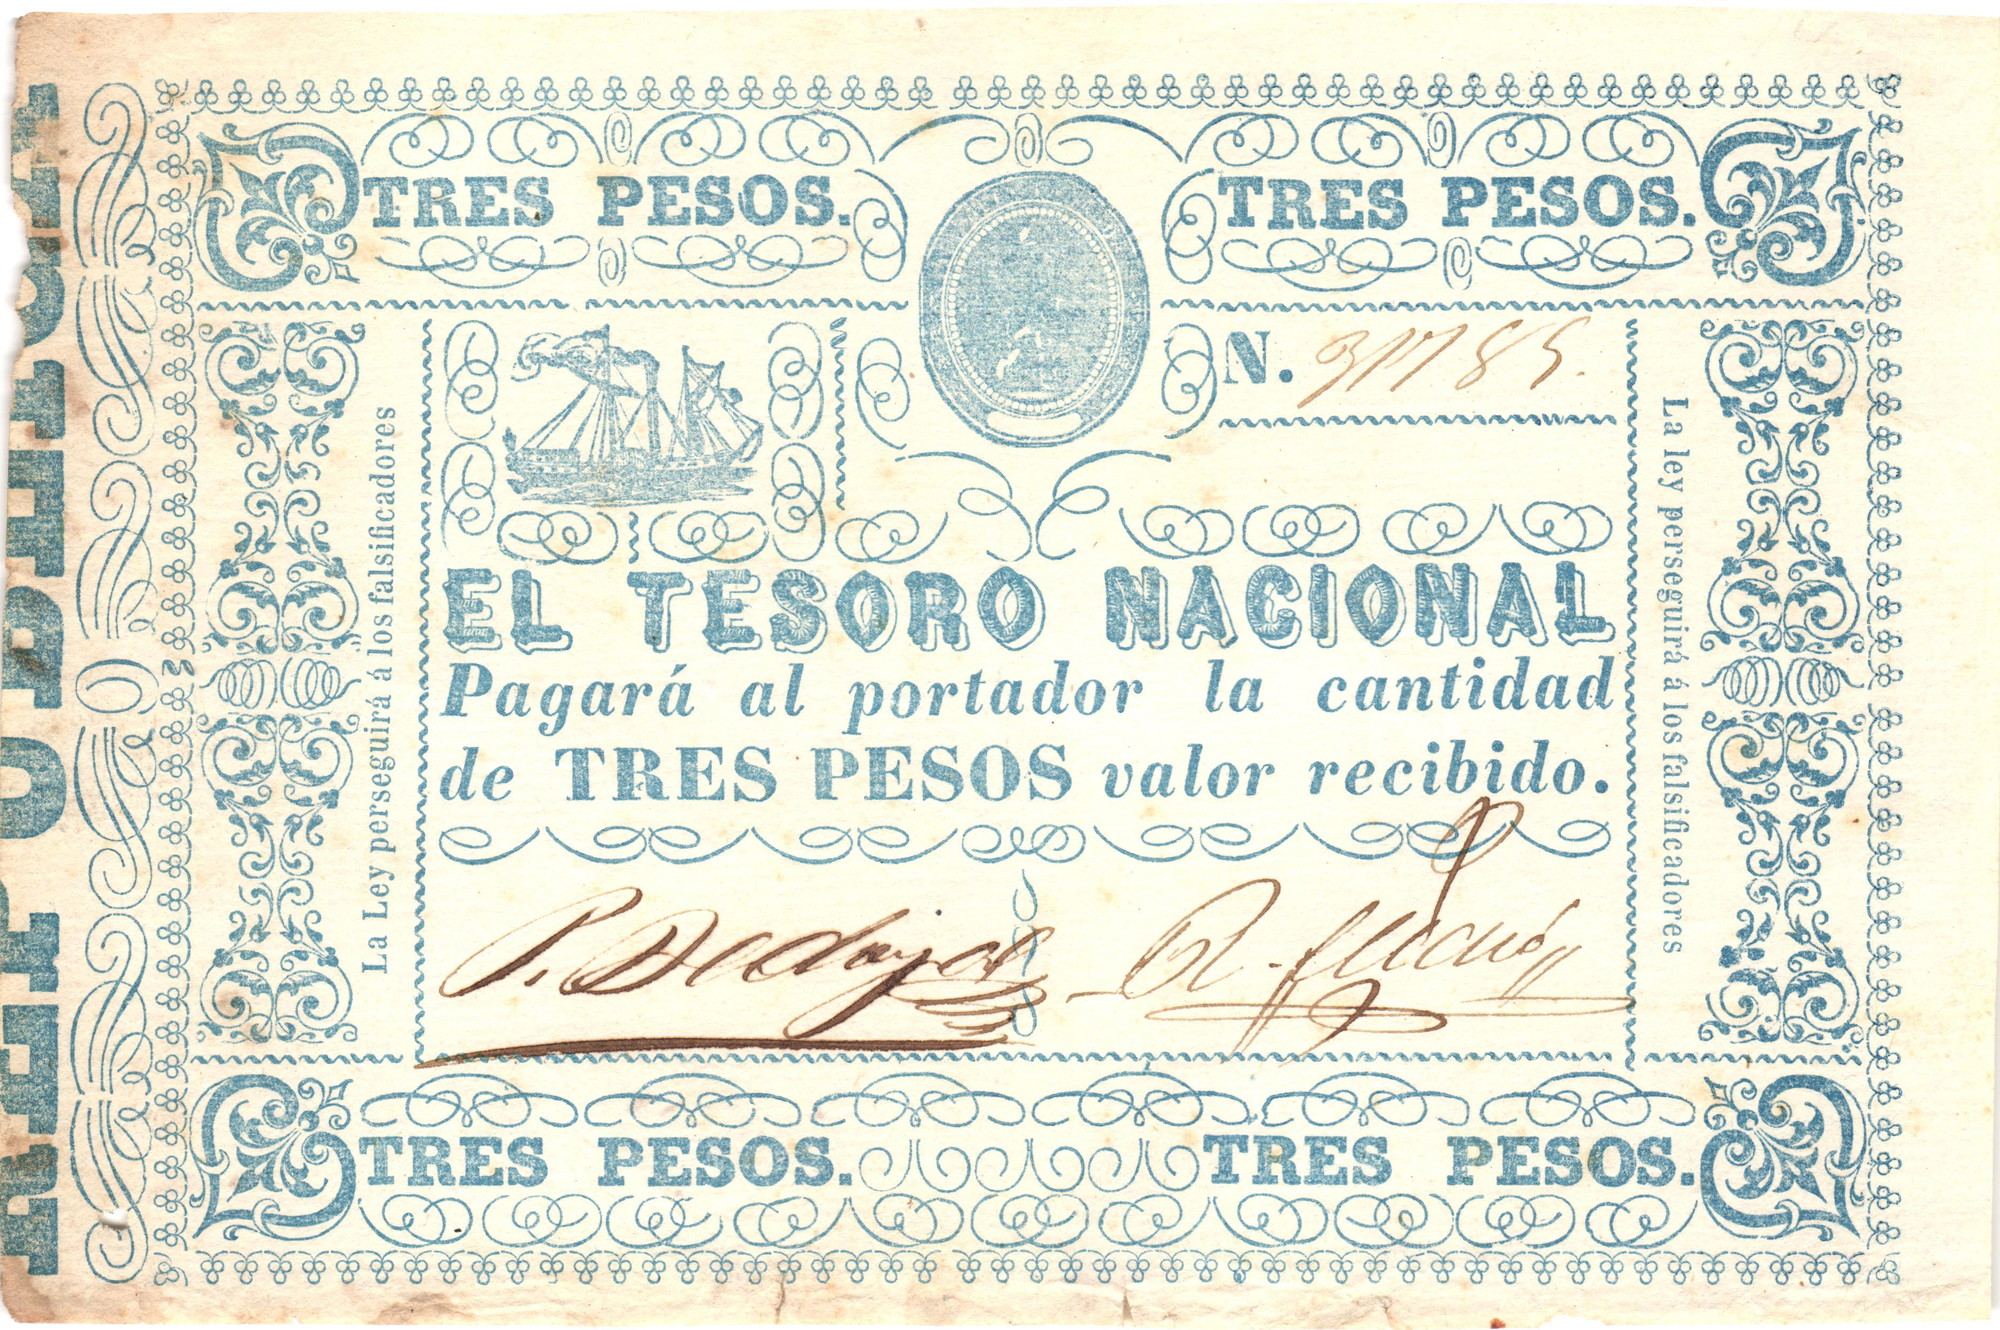 TRES PESOS.
TRES PESOS.
N. 31785.
La Ley perseguirá á los falsificadores
La ley perseguirá á los falsificadores
EL TESORO NACIONAL
Pagará al portador la cantidad
de TRES PESOS valor recibido.
TRES PESOS.
TRES PESOS.